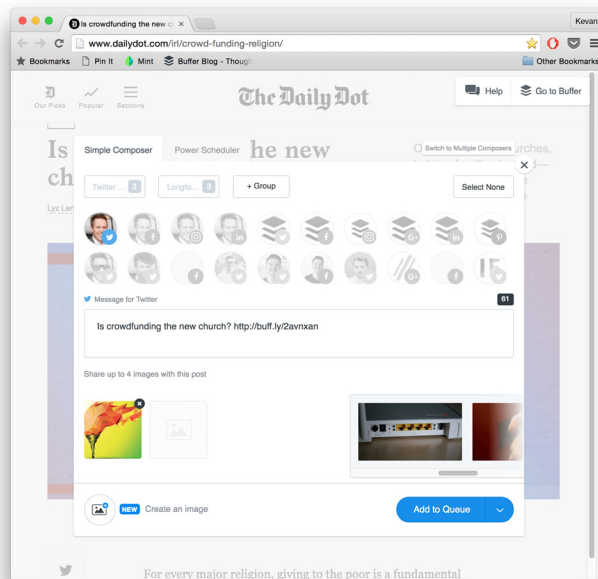 Is crowdfunding the new c
Kevan
www.dailydot.com/irl/crowd-funding-religion/
Bookmarks Pin It Mint Buffer Blog - Though Other Bookmarks
Our Picks Popular Sections
The Daily Dot
Help Go to Buffer
Is he new
ch
Lyz Len
urches,
Simple Composer Power Scheduler Switch to Multiple Composers
Twitter ... 3 Longfo... 3 + Group Select None
Message for Twitter 61
Is crowdfunding the new church? http://buff.ly/2avnxan
Share up to 4 images with this post
NEW Create an image Add to Queue
For every major religion, giving to the poor is a fundamental